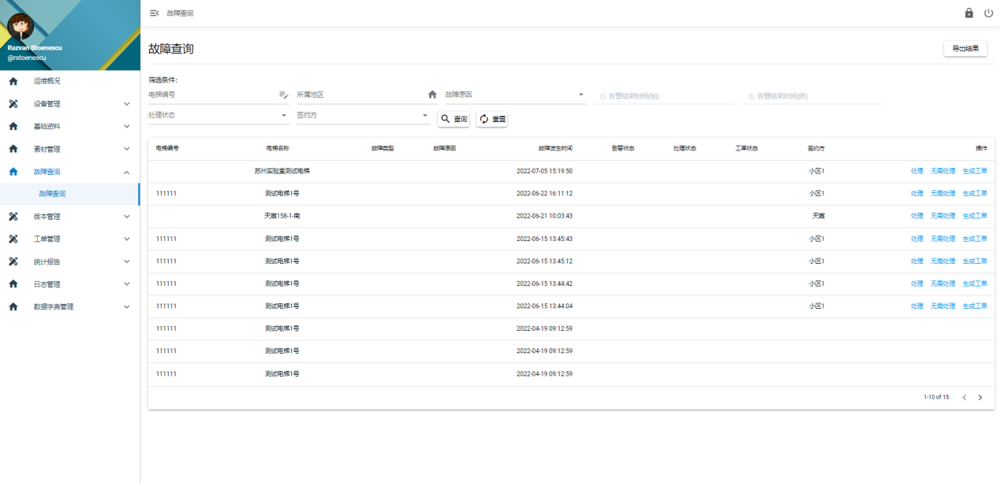 故障查询
Razvan Stoenescu
@rstoenescu
运维概况
设备管理
基础资料
素材管理
故障查询
故障查询
版本管理
工单管理
统计报告
日志管理
数据字典管理
故障查询 导出结果
筛选条件:
电梯编号 所属地区 故障原因 告警结束时间(始) 告警结束时间(终)
处理状态 签约方 查询 重置
电梯编号 电梯名称 故障类型 故障原因 故障发生时间 告警状态 处理状态 工单状态 签约方 操作
苏州实验室测试电梯 2022-07-05 15:19:50 小区1 处理 无需处理 生成工单
111111 测试电梯1号 2022-06-22 16:11:12 小区1 处理 无需处理 生成工单
天宸158-1-南 2022-06-21 10:03:43 天宸 处理 无需处理 生成工单
111111 测试电梯1号 2022-06-15 13:45:43 小区1 处理 无需处理 生成工单
111111 测试电梯1号 2022-06-15 13:45:12 小区1 处理 无需处理 生成工单
111111 测试电梯1号 2022-06-15 13:44:42 小区1 处理 无需处理 生成工单
111111 测试电梯1号 2022-06-15 13:44:04 小区1 处理 无需处理 生成工单
111111 测试电梯1号 2022-04-19 09:12:59
111111 测试电梯1号 2022-04-19 09:12:59
111111 测试电梯1号 2022-04-19 09:12:59
1-10 of 15